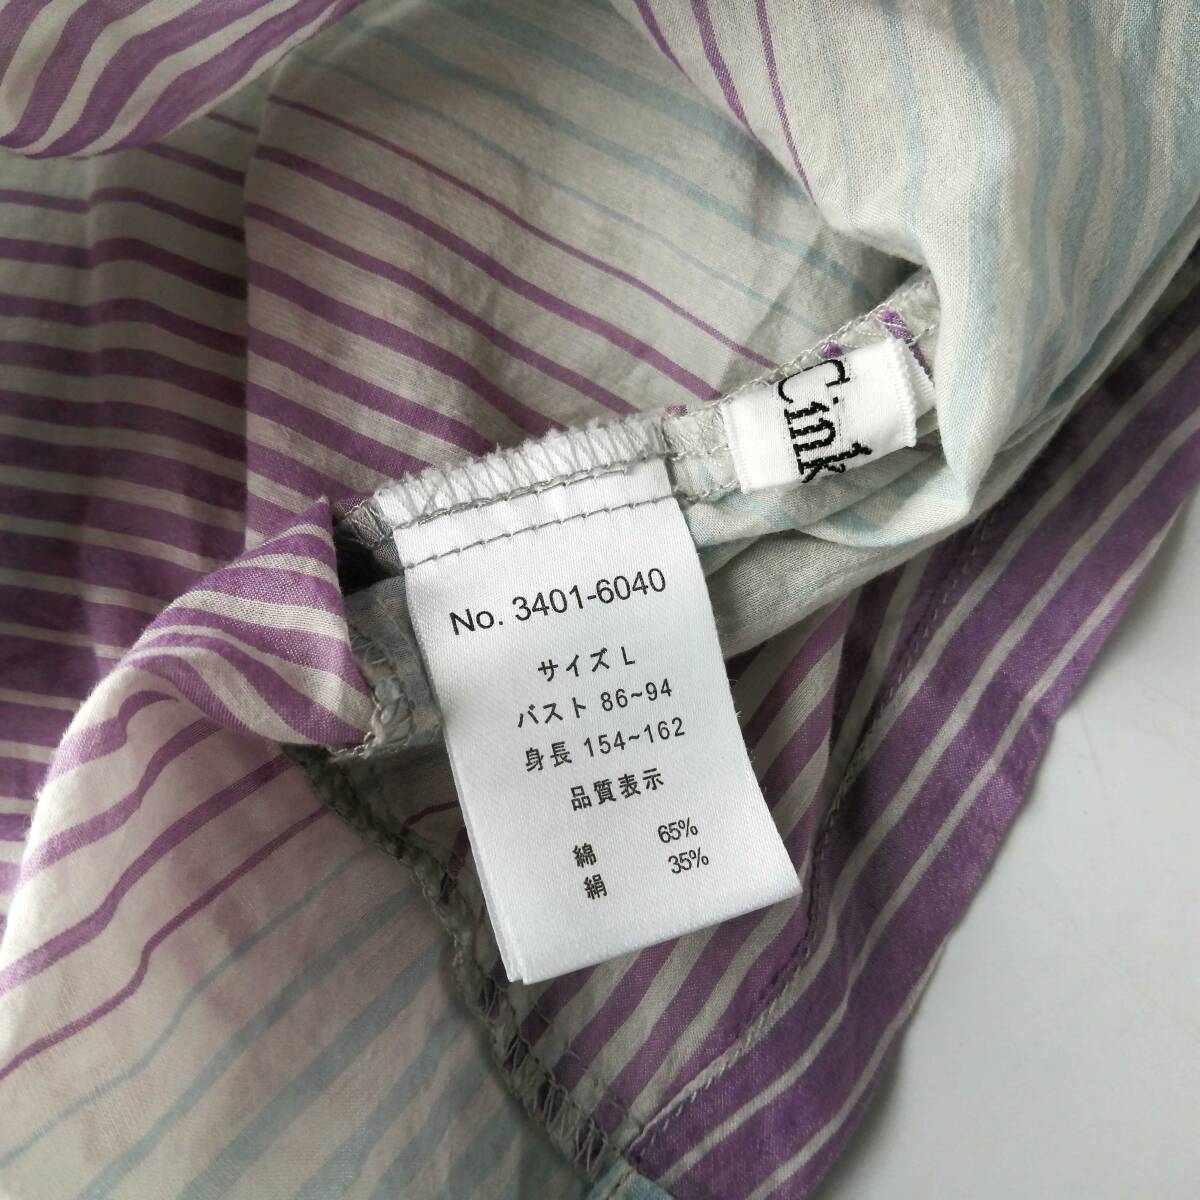 Cink
No. 3401-6040
サイズ L
バスト 86~94
身長 154~162
品質表示
綿 65%
絹 35%